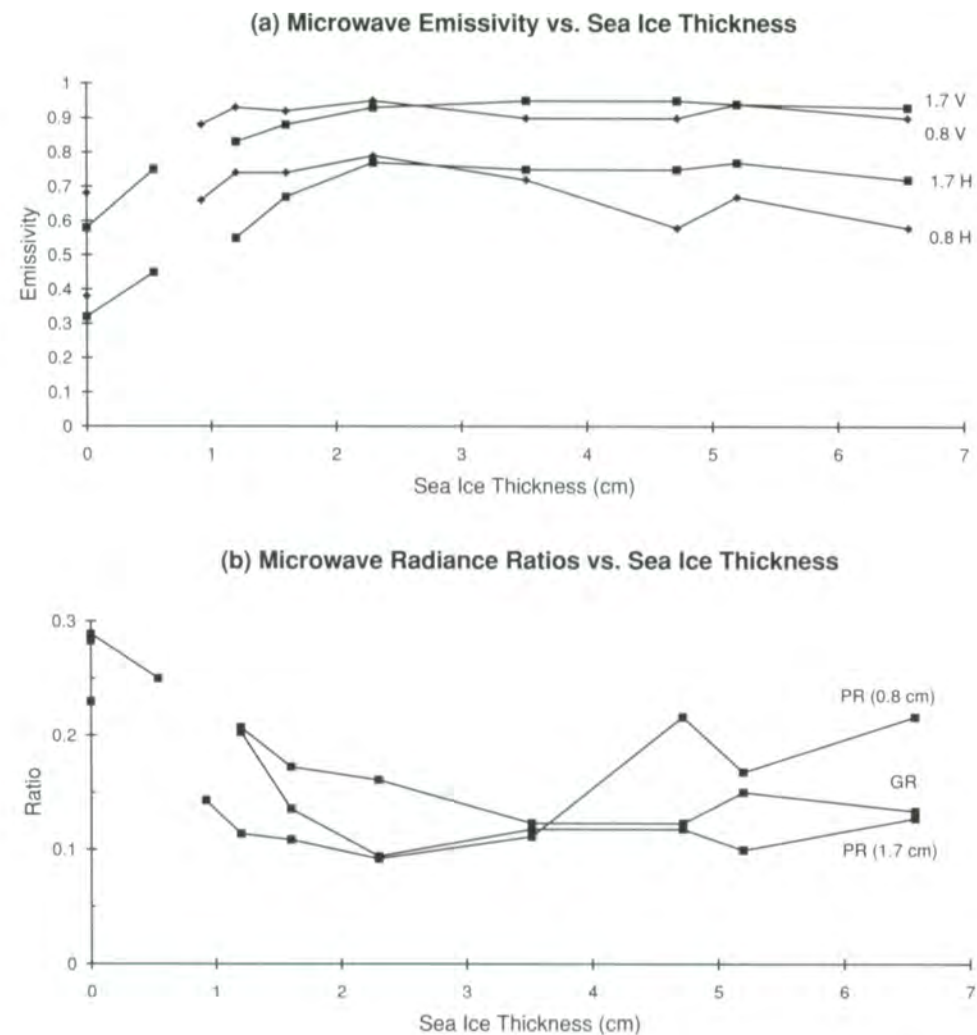 (a) Microwave Emissivity vs. Sea Ice Thickness
1
0.9
0.8
0.7
0.6
0.5
0.4
0.3
0.2
0.1
0
Emissivity
1.7 V
0.8 V
1.7 H
0.8 H
0 1 2 3 4 5 6 7
Sea Ice Thickness (cm)
(b) Microwave Radiance Ratios vs. Sea Ice Thickness
0.3
0.2
0.1
0
Ratio
PR (0.8 cm)
GR
PR (1.7 cm)
0 1 2 3 4 5 6 7
Sea Ice Thickness (cm)